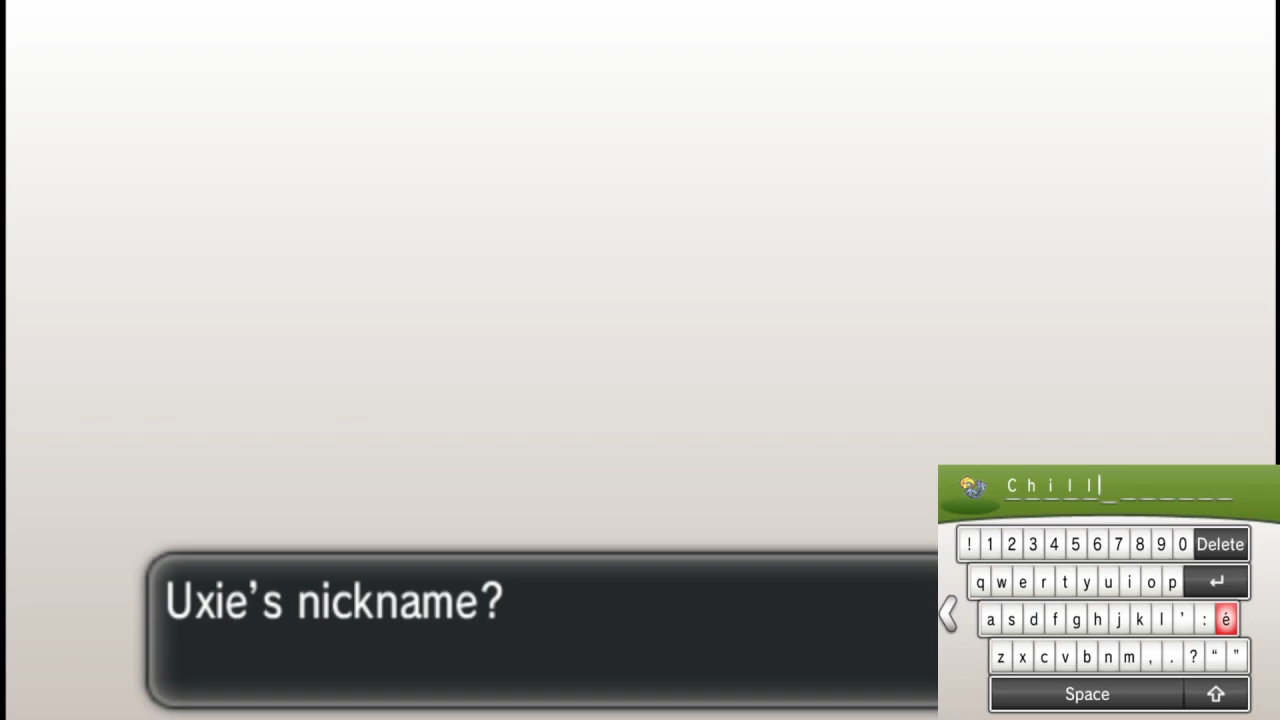 Uxie's nickname?
Chill
! 1 2 3 4 5 6 7 8 9 0 Delete
q w e r t y u i o p
a s d f g h j k l ' : é
z x c v b n m , . ? “ ”
Space